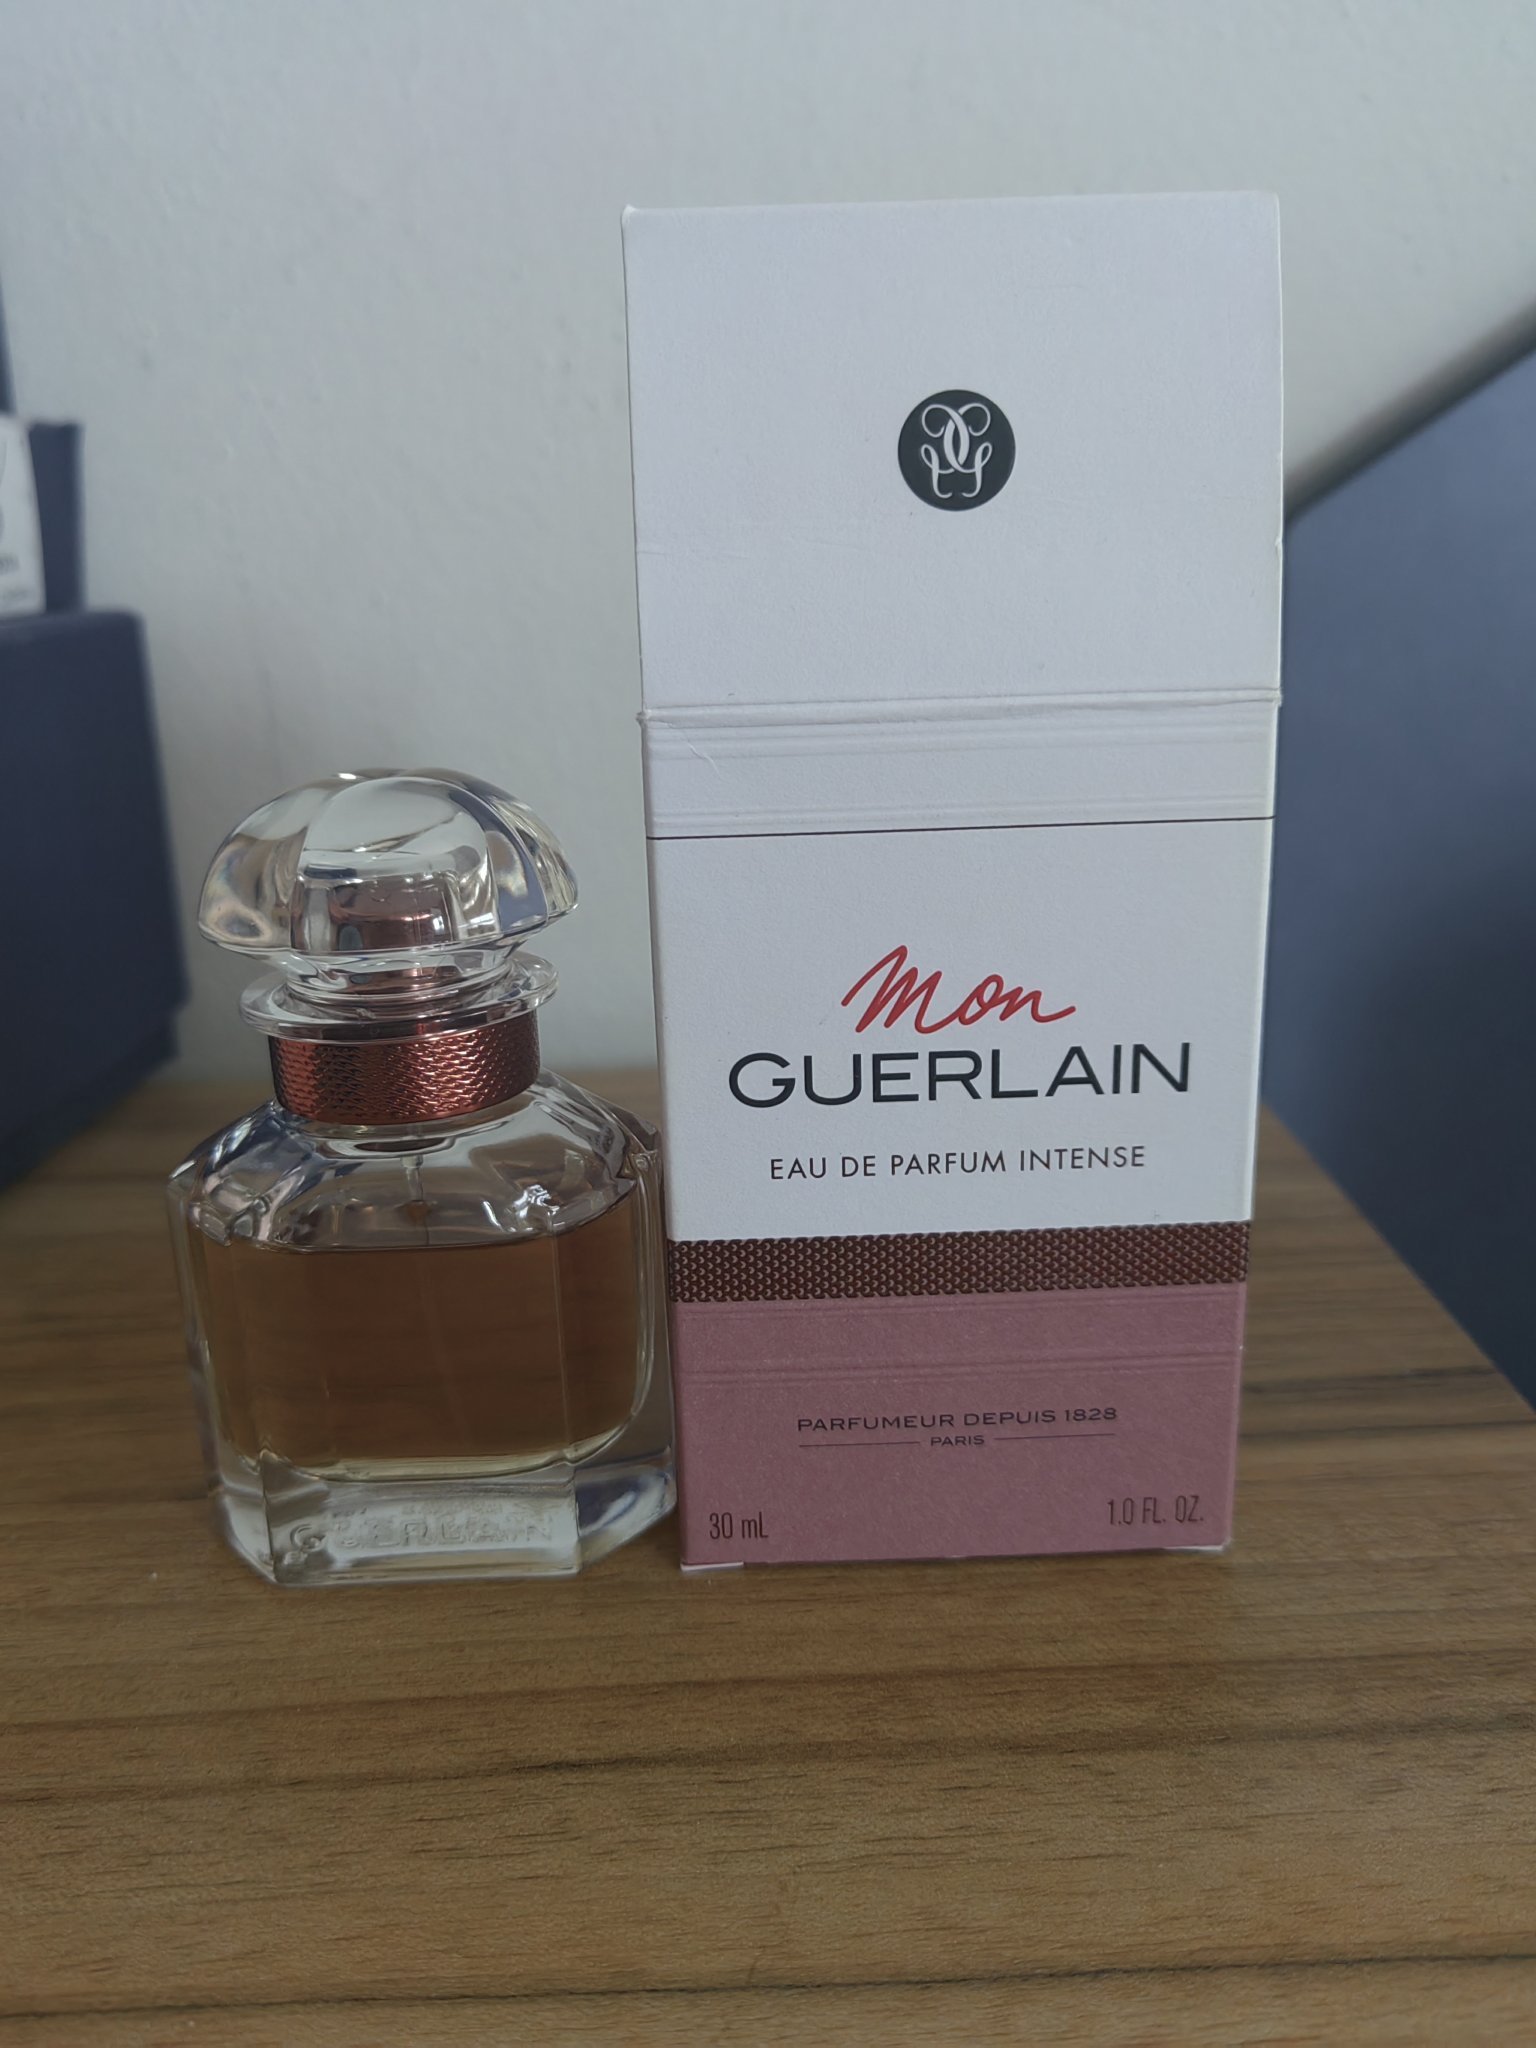 Mon
GUERLAIN
EAU DE PARFUM INTENSE
PARFUMEUR DEPUIS 1828
PARIS
30 mL
1.0 FL. OZ.
GUERLAIN